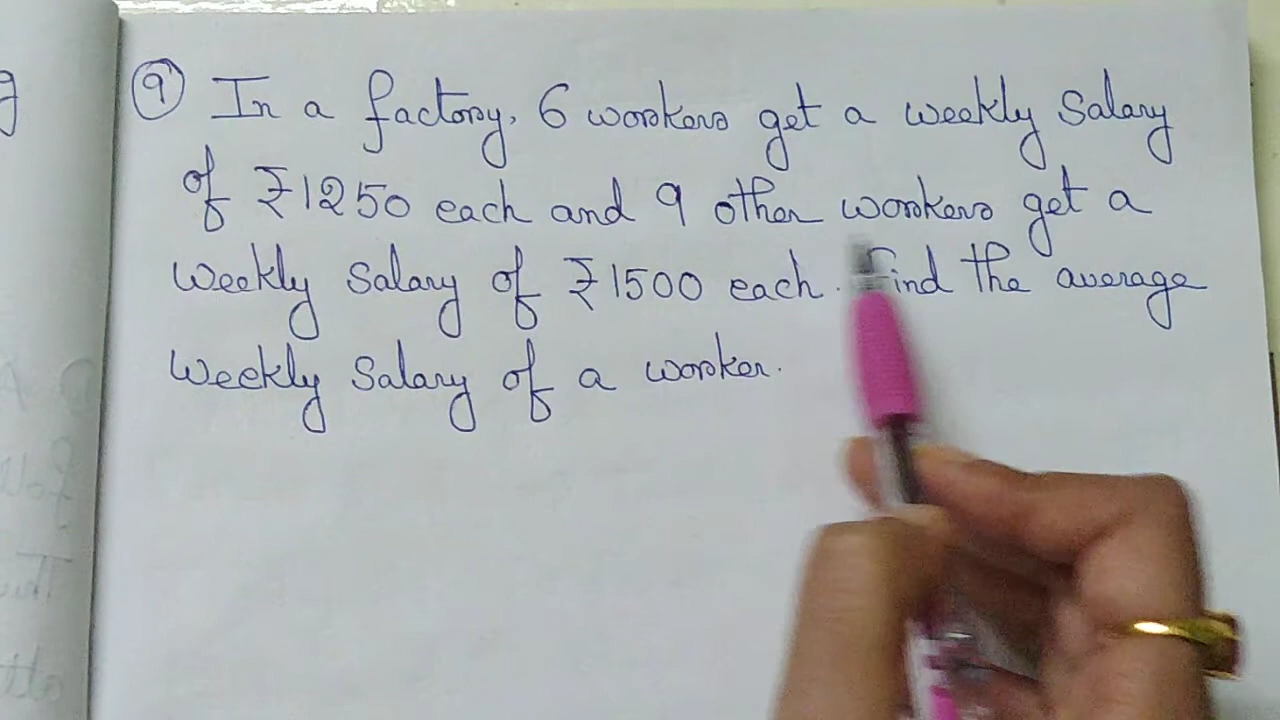 9 In a factory, 6 workers get a weekly salary
of ₹1250 each and 9 other workers get a
weekly salary of ₹1500 each. Find the average
weekly salary of a worker.